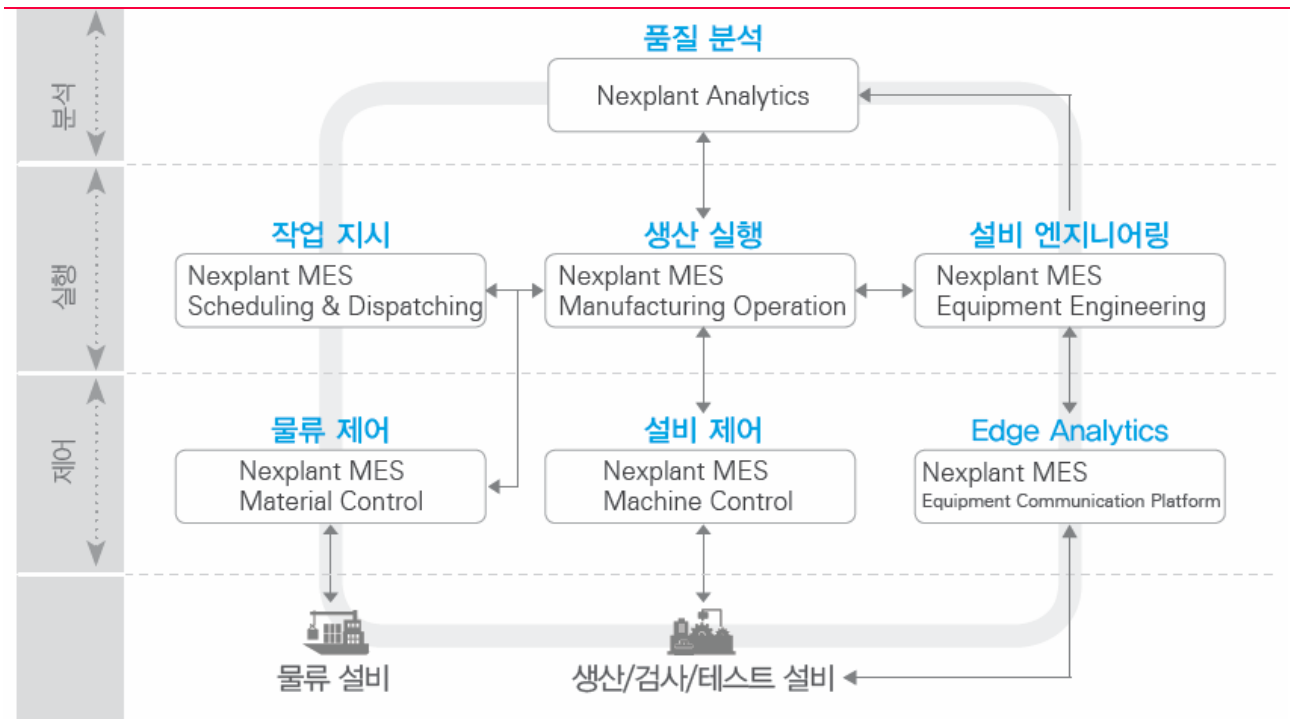 분석
품질 분석
Nexplant Analytics
실행
작업 지시
Nexplant MES
Scheduling & Dispatching
생산 실행
Nexplant MES
Manufacturing Operation
설비 엔지니어링
Nexplant MES
Equipment Engineering
제어
물류 제어
Nexplant MES
Material Control
설비 제어
Nexplant MES
Machine Control
Edge Analytics
Nexplant MES
Equipment Communication Platform
물류 설비
생산/검사/테스트 설비